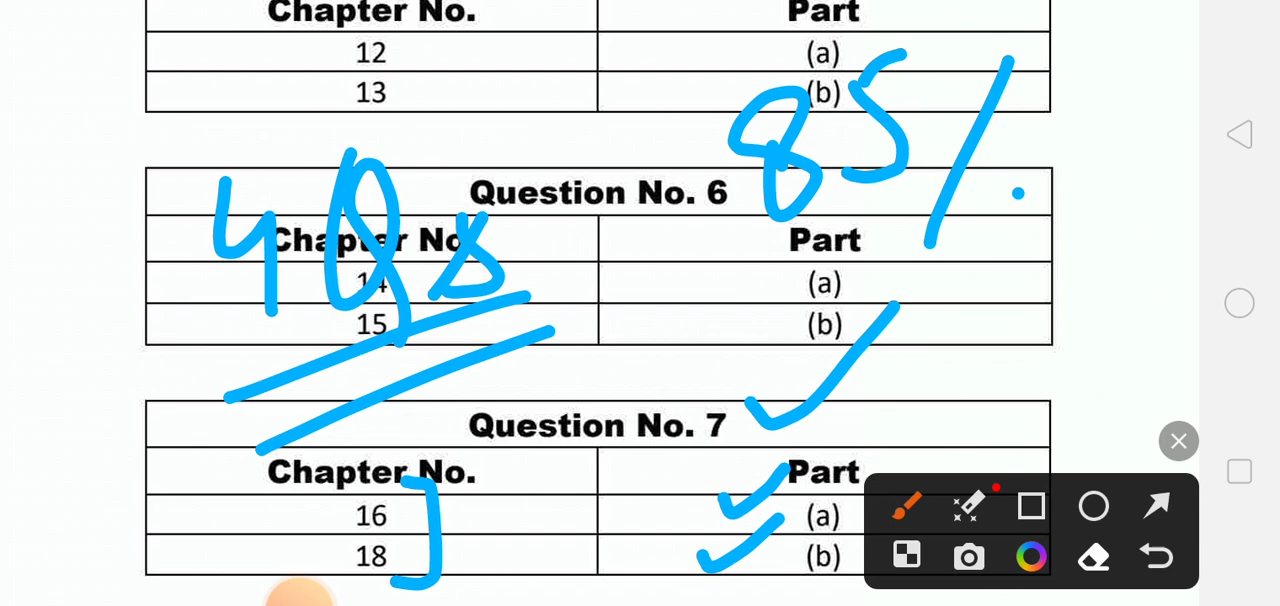 Chapter No. Part
12 (a)
13 (b)
85%
Question No. 6
4Qs
Chapter No. Part
14 (a)
15 (b)
Question No. 7
Chapter No. Part
16 (a)
18 (b)